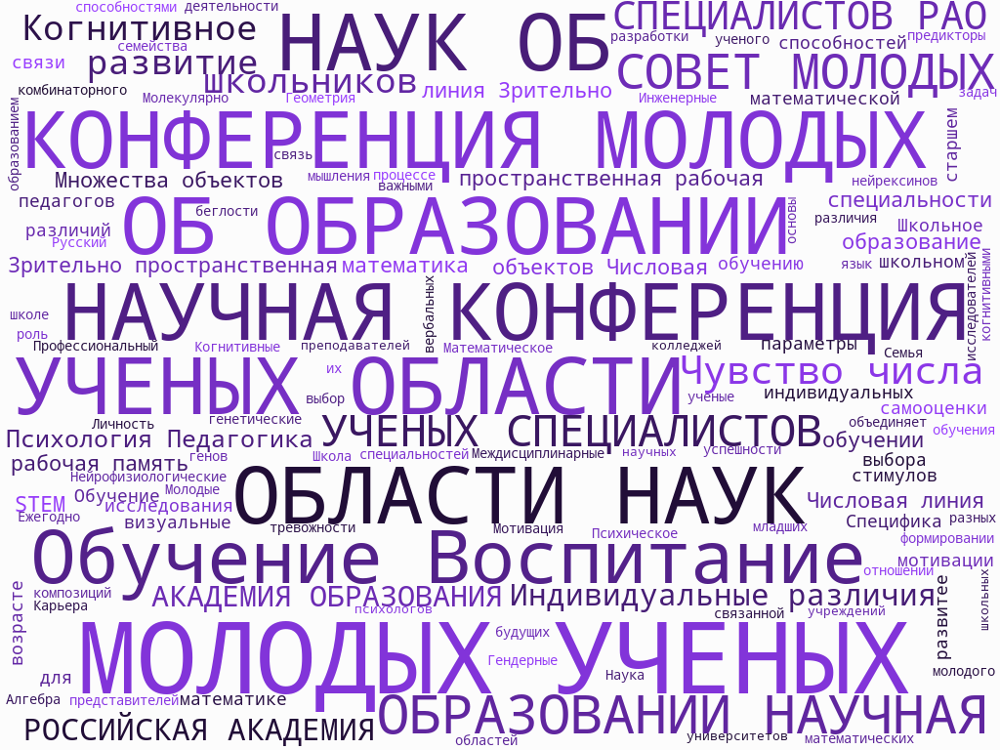 способностями деятельности
Когнитивное НАУК ОБ СПЕЦИАЛИСТОВ РАО
семейства разработки ученого способностей предикторы
связи развитие СОВЕТ МОЛОДЫХ
школьников линия Зрительно
комбинаторного Молекулярно Геометрия Инженерные математической задач
образованием КОНФЕРЕНЦИЯ МОЛОДЫХ старшем
связь
Множества объектов мышления процессе важными пространственная рабочая нейрексинов
педагогов ОБ ОБРАЗОВАНИИ основы специальности
беглости различия
различий Школьное
Русский образование
Зрительно пространственная математика объектов Числовая обучению язык школьном
исследователей когнитивными
НАУЧНАЯ КОНФЕРЕНЦИЯ
вербальных
школе
роль
Профессиональный Когнитивные преподавателей Математическое колледжей параметры Семья
УЧЕНЫХ ОБЛАСТИ Чувство числа
их
выбор ученые индивидуальных
самооценки
Личность генетические УЧЕНЫХ СПЕЦИАЛИСТОВ объединяет обучения
Психология Педагогика обучении
рабочая память генов Школа специальностей Междисциплинарные научных успешности выбора
Нейрофизиологические стимулов
Обучение Молодые ОБЛАСТИ НАУК
STEM исследования Числовая линия
Ежегодно визуальные Специфика разных
тревожности Мотивация Психическое младших формировании
Обучение Воспитание мотивации
отношении
композиций АКАДЕМИЯ ОБРАЗОВАНИЯ Индивидуальные различия
Карьера психологов связанной учреждений
возрасте развитее школьных
МОЛОДЫХ УЧЕНЫХ
будущих
Гендерные
для Наука молодого
Алгебра представителей математике
РОССИЙСКАЯ АКАДЕМИЯ ОБРАЗОВАНИИ НАУЧНАЯ
областей университетов математических